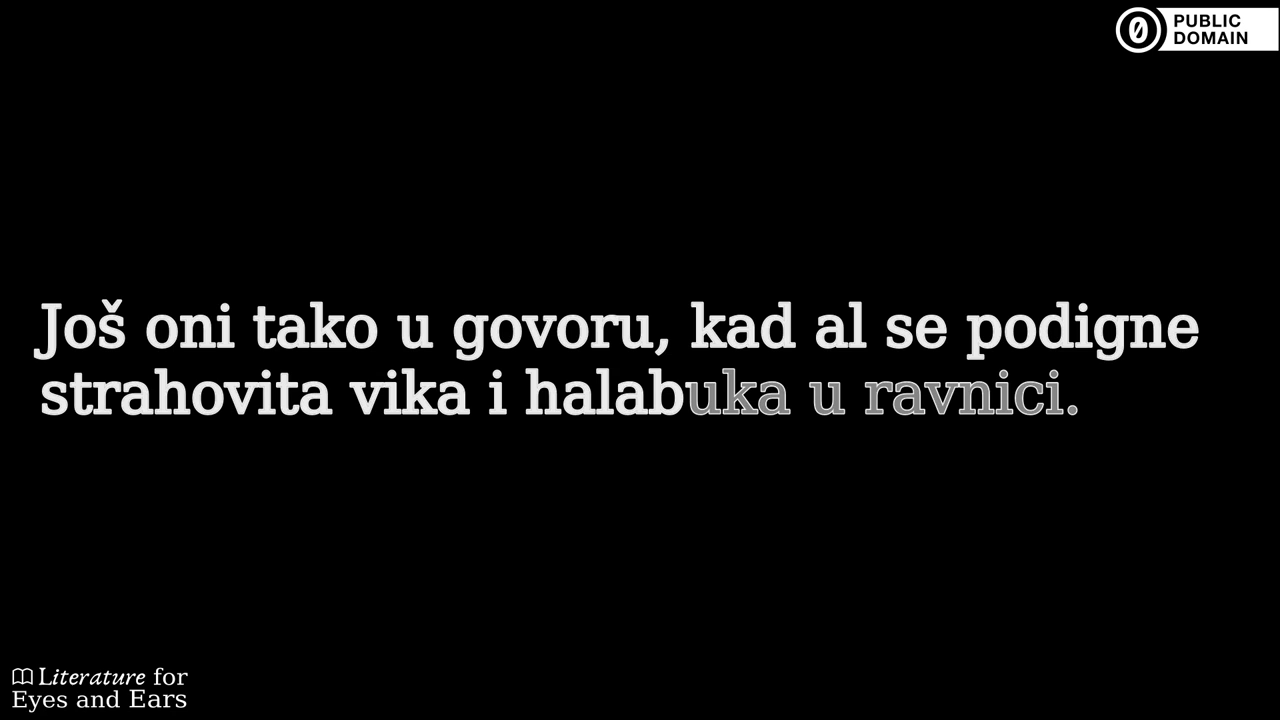 PUBLIC
DOMAIN
Još oni tako u govoru, kad al se podigne
strahovita vika i halabuka u ravnici.
Literature for
Eyes and Ears